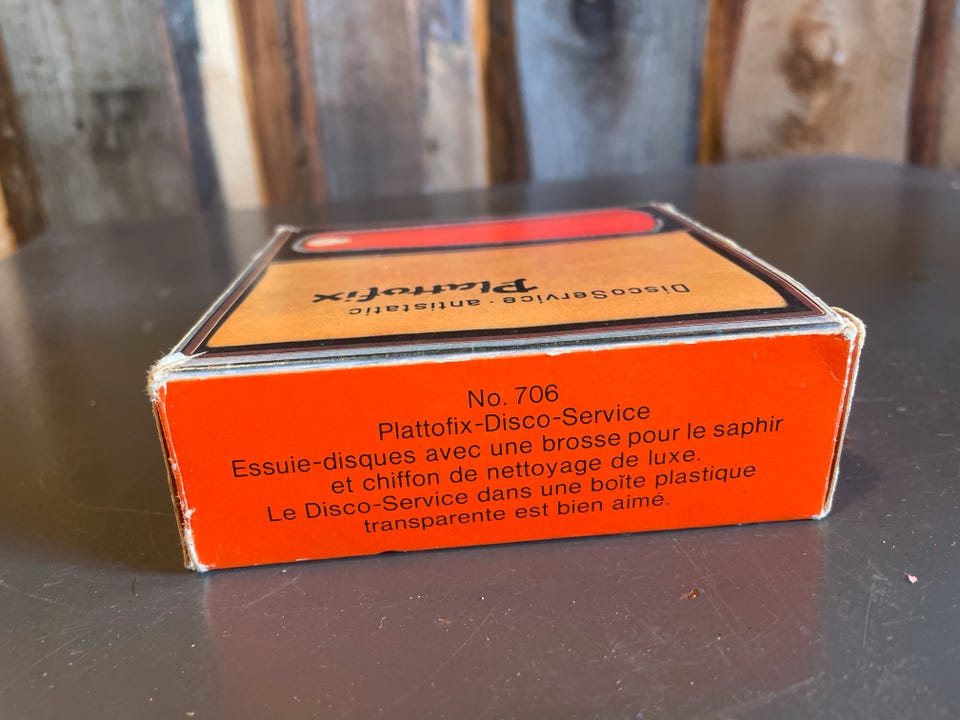 DiscoService · antistatic
Plattofix
No. 706
Plattofix-Disco-Service
Essuie-disques avec une brosse pour le saphir
et chiffon de nettoyage de luxe.
Le Disco-Service dans une boîte plastique
transparente est bien aimé.